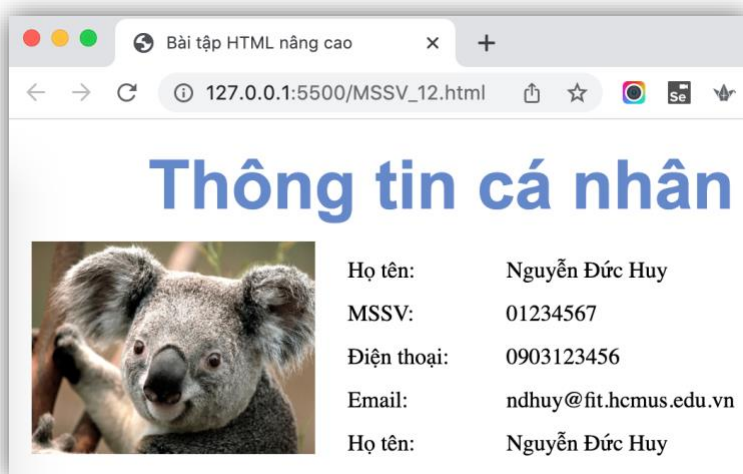 Bài tập HTML nâng cao
127.0.0.1:5500/MSSV_12.html
Se
Thông tin cá nhân
Họ tên: Nguyễn Đức Huy
MSSV: 01234567
Điện thoại: 0903123456
Email: ndhuy@fit.hcmus.edu.vn
Họ tên: Nguyễn Đức Huy